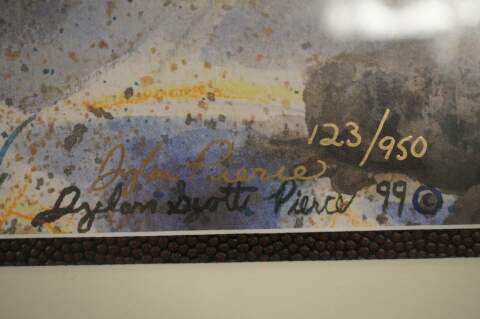 123/950
Dylan Pierce
Dylan Scott Pierce 99 ©